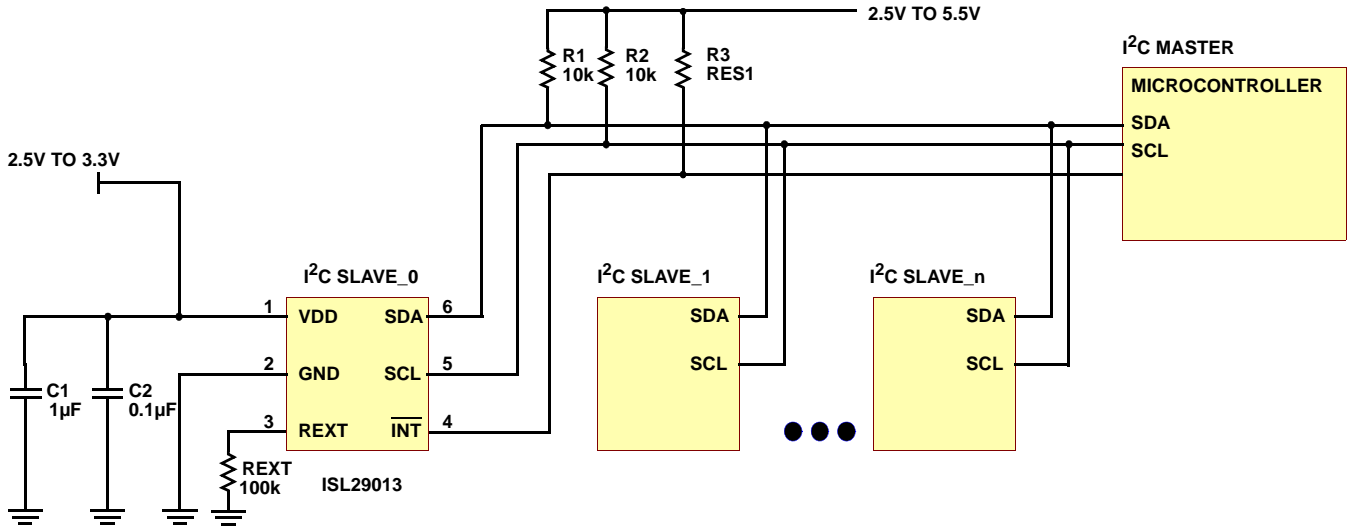 2.5V TO 5.5V
I²C MASTER
R1
10k
R2
10k
R3
RES1
MICROCONTROLLER
SDA
SCL
2.5V TO 3.3V
I²C SLAVE_0
I²C SLAVE_1
I²C SLAVE_n
1
VDD
SDA
6
2
GND
SCL
5
3
REXT
INT
4
SDA
SCL
SDA
SCL
C1
1µF
C2
0.1µF
REXT
100k
ISL29013